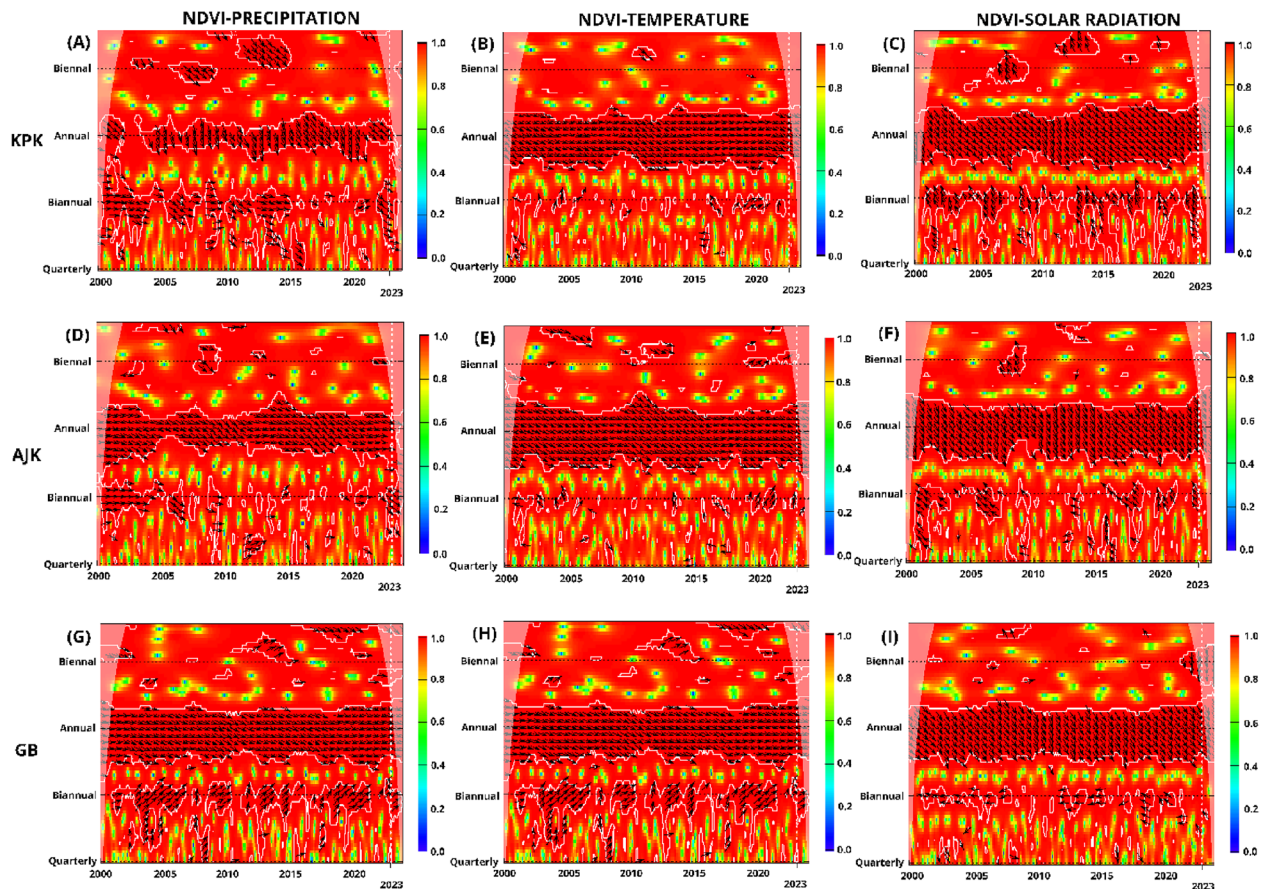 NDVI-PRECIPITATION NDVI-TEMPERATURE NDVI-SOLAR RADIATION
KPK
(A)
Biennal
Annual
Biannual
Quarterly
2000 2005 2010 2015 2020
2023
1.0
0.8
0.6
0.4
0.2
0.0
(B)
Biennal
Annual
Biannual
Quarterly
2000 2005 2010 2015 2020
2023
1.0
0.8
0.6
0.4
0.2
0.0
(C)
Biennal
Annual
Biannual
Quarterly
2000 2005 2010 2015 2020
2023
1.0
0.8
0.6
0.4
0.2
0.0
AJK
(D)
Biennal
Annual
Biannual
Quarterly
2000 2005 2010 2015 2020
2023
1.0
0.8
0.6
0.4
0.2
0.0
(E)
Biennal
Annual
Biannual
Quarterly
2000 2005 2010 2015 2020
2023
1.0
0.8
0.6
0.4
0.2
0.0
(F)
Biennal
Annual
Biannual
Quarterly
2000 2005 2010 2015 2020
2023
1.0
0.8
0.6
0.4
0.2
0.0
GB
(G)
Biennal
Annual
Biannual
Quarterly
2000 2005 2010 2015 2020
2023
1.0
0.8
0.6
0.4
0.2
0.0
(H)
Biennal
Annual
Biannual
Quarterly
2000 2005 2010 2015 2020
2023
1.0
0.8
0.6
0.4
0.2
0.0
(I)
Biennal
Annual
Biannual
Quarterly
2000 2005 2010 2015 2020
2023
1.0
0.8
0.6
0.4
0.2
0.0